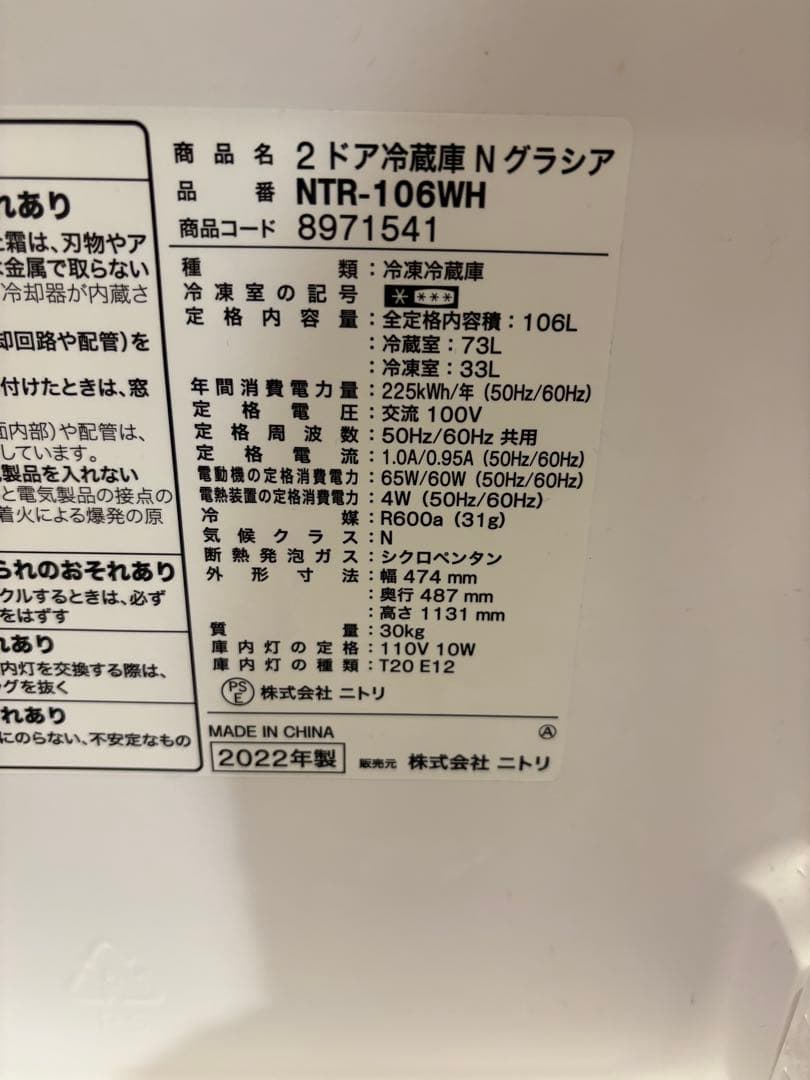 れあり
と霜は、刃物やア
は金属で取らない
冷却器が内蔵さ
却回路や配管)を
付けたときは、窓
面内部)や配管は、
しています。
気製品を入れない
と電気製品の接点の
着火による爆発の原
られのおそれあり
クルするときは、必ず
をはずす
れあり
内灯を交換する際は、
グを抜く
れあり
にのらない、不安定なもの
商品名 2ドア冷蔵庫 N グラシア
品番 NTR-106WH
商品コード 8971541
種類:冷凍冷蔵庫
冷凍室の記号 * ***
定格内容量:全定格内容積:106L
:冷蔵室:73L
:冷凍室:33L
年間消費電力量:225kWh/年 (50Hz/60Hz)
定格電圧:交流 100V
定格周波数:50Hz/60Hz 共用
定格電流:1.0A/0.95A (50Hz/60Hz)
電動機の定格消費電力:65W/60W (50Hz/60Hz)
電熱装置の定格消費電力:4W (50Hz/60Hz)
冷媒:R600a (31g)
気候クラス:N
断熱発泡ガス:シクロペンタン
外形寸法:幅 474 mm
:奥行 487 mm
:高さ 1131 mm
質量:30kg
庫内灯の定格:110V 10W
庫内灯の種類:T20 E12
PSE 株式会社 ニトリ
MADE IN CHINA Ⓐ
2022年製 販売元 株式会社 ニトリ